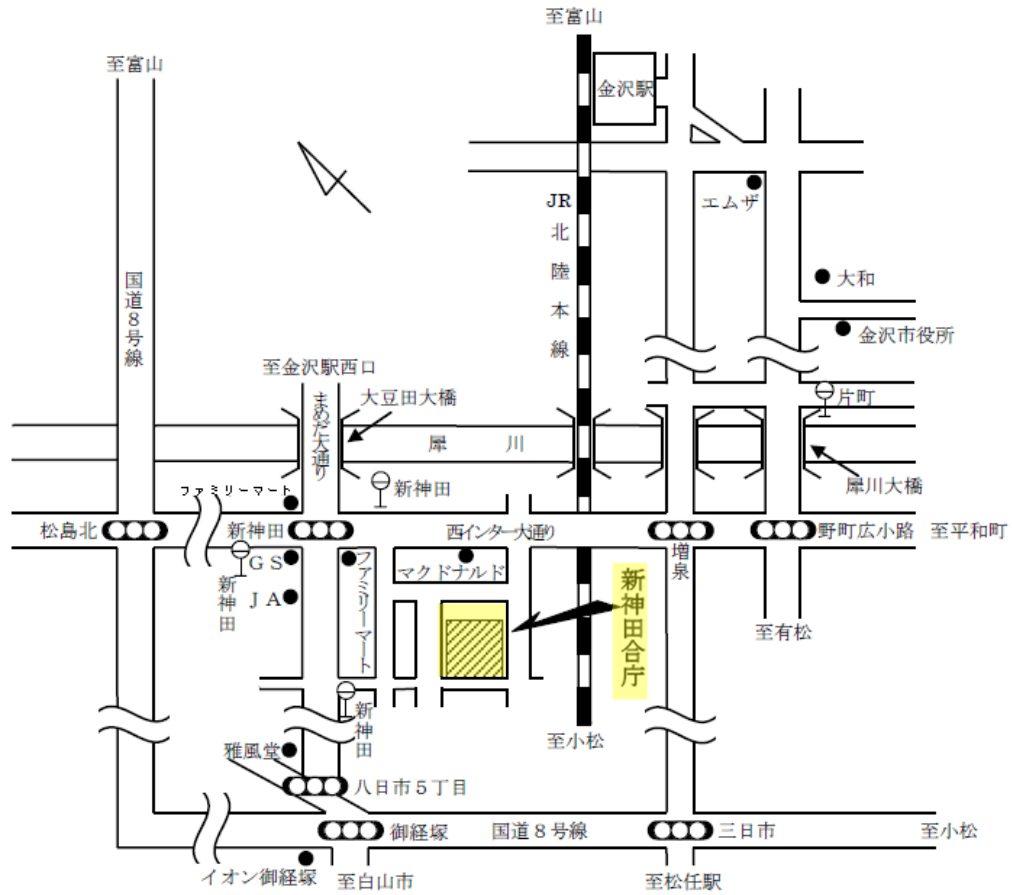 至富山
至富山
金沢駅
エムザ
JR北陸本線
大和
国道８号線
金沢市役所
至金沢駅西口
まめだ大通り
大豆田大橋
片町
犀川
犀川大橋
ファミリーマート
新神田
松島北
新神田
西インター大通り
増泉
野町広小路
至平和町
新神田
ＧＳ
ＪＡ
ファミリーマート
マクドナルド
新神田合庁
至有松
新神田
至小松
雅風堂
八日市５丁目
御経塚
国道８号線
三日市
至小松
イオン御経塚
至白山市
至松任駅